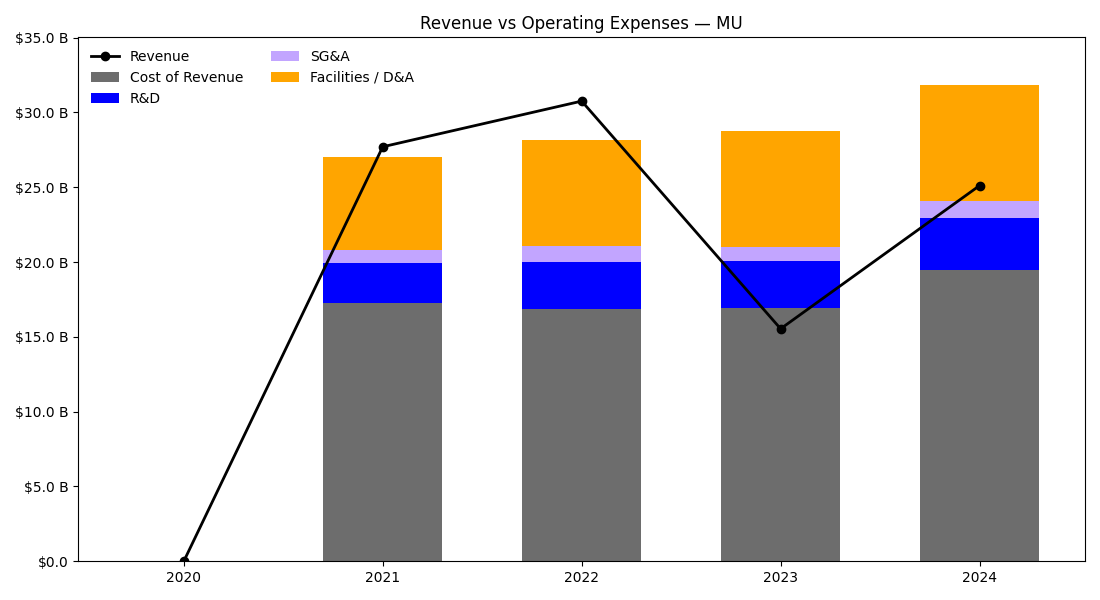 Revenue vs Operating Expenses — MU
$35.0 B
$30.0 B
$25.0 B
$20.0 B
$15.0 B
$10.0 B
$5.0 B
$0.0
Revenue
Cost of Revenue
R&D
SG&A
Facilities / D&A
2020
2021
2022
2023
2024